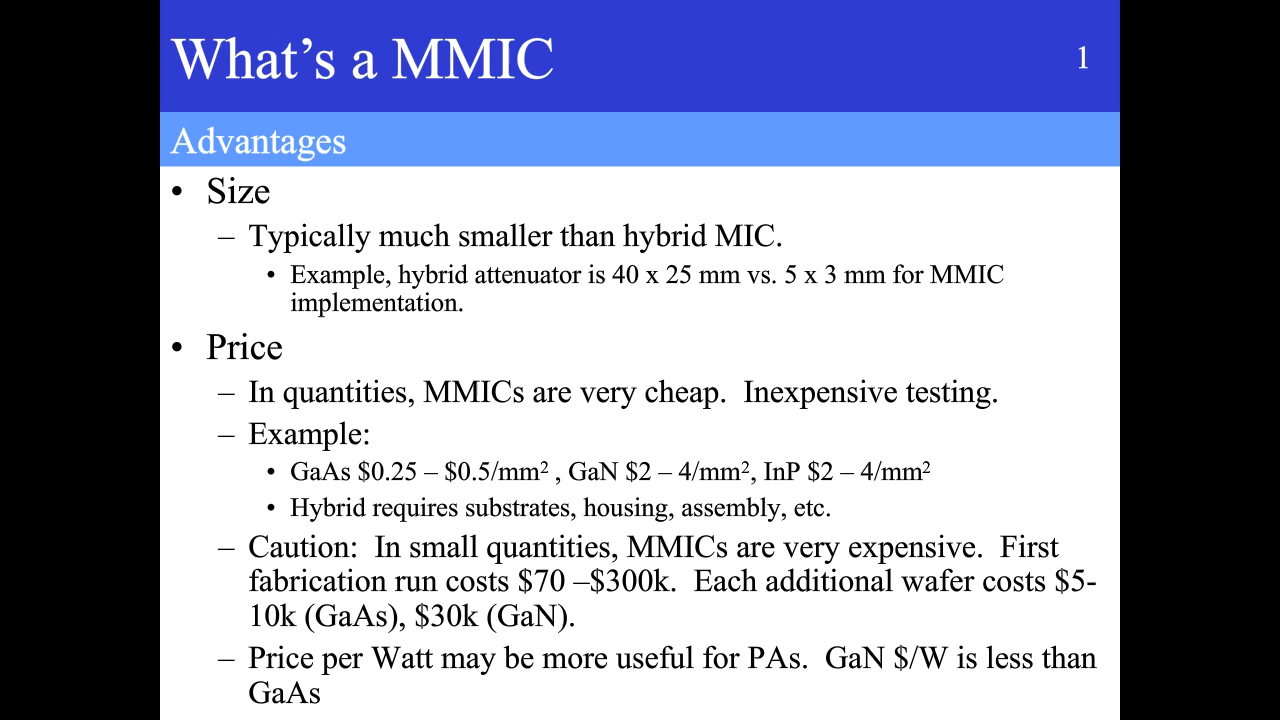 What's a MMIC
1
Advantages
• Size
– Typically much smaller than hybrid MIC.
• Example, hybrid attenuator is 40 x 25 mm vs. 5 x 3 mm for MMIC
implementation.
• Price
– In quantities, MMICs are very cheap.  Inexpensive testing.
– Example:
• GaAs $0.25 – $0.5/mm² , GaN $2 – 4/mm², InP $2 – 4/mm²
• Hybrid requires substrates, housing, assembly, etc.
– Caution:  In small quantities, MMICs are very expensive.  First
fabrication run costs $70 –$300k.  Each additional wafer costs $5-
10k (GaAs), $30k (GaN).
– Price per Watt may be more useful for PAs.  GaN $/W is less than
GaAs